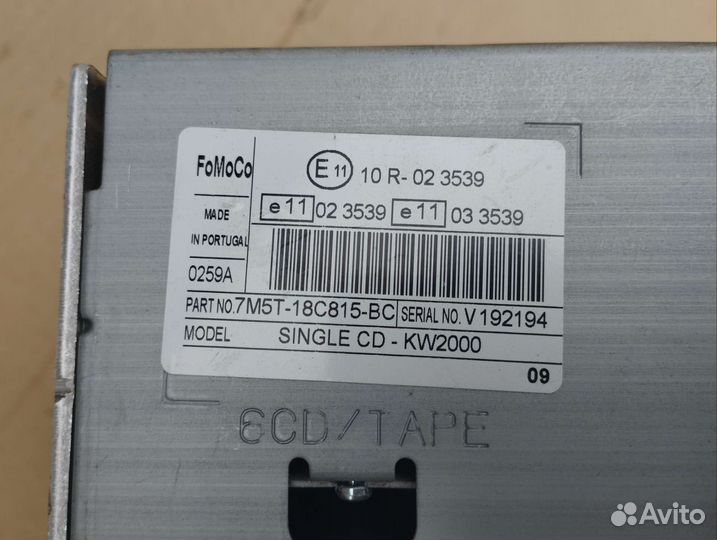 FoMoCo
E 11 10 R- 02 3539
e 11 02 3539 e 11 03 3539
MADE
IN PORTUGAL
0259A
PART NO. 7M5T-18C815-BC SERIAL NO. V 192194
MODEL SINGLE CD - KW2000
09
6CD/TAPE
Avito